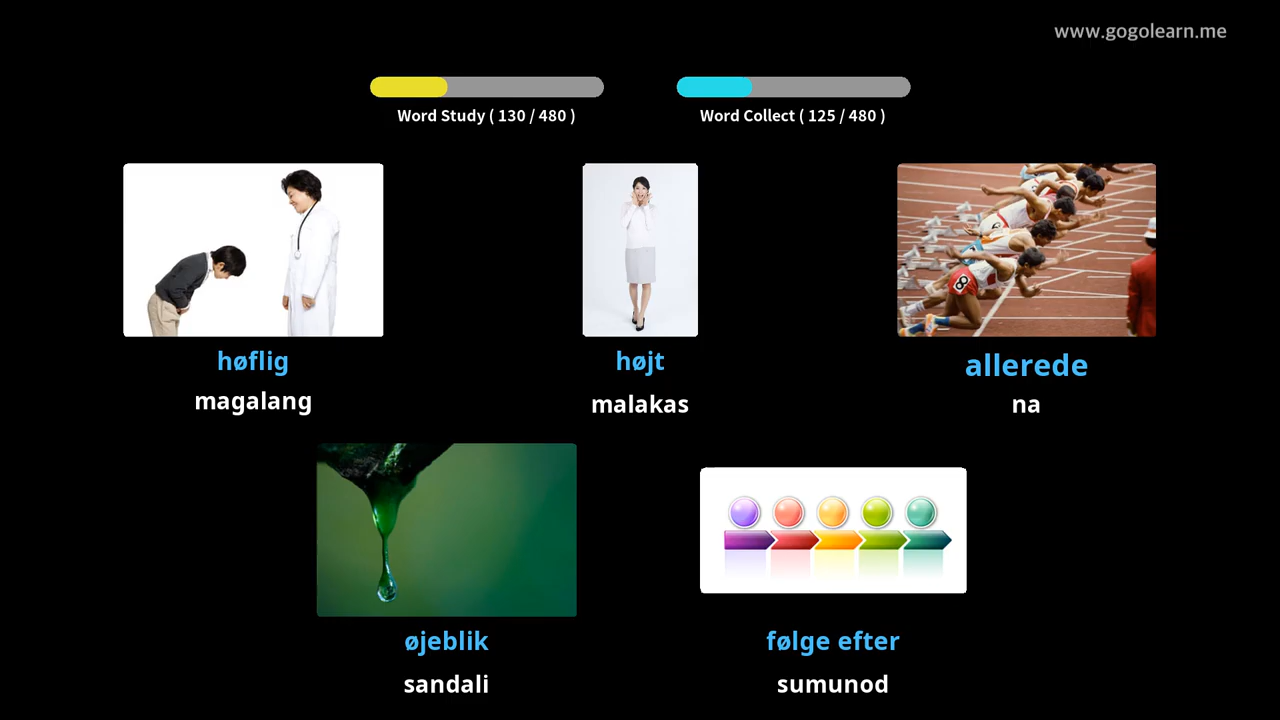 www.gogolearn.me
Word Study ( 130 / 480 )
Word Collect ( 125 / 480 )
høflig
magalang
højt
malakas
allerede
na
8
øjeblik
sandali
følge efter
sumunod